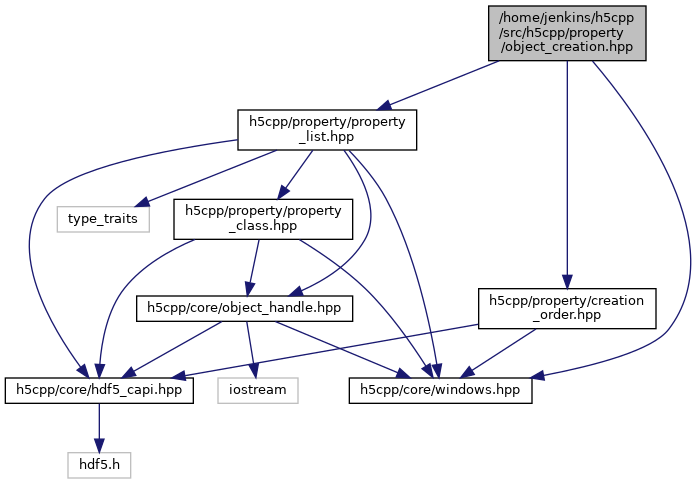 /home/jenkins/h5cpp
/src/h5cpp/property
/object_creation.hpp
h5cpp/property/property
_list.hpp
type_traits
h5cpp/property/property
_class.hpp
h5cpp/core/object_handle.hpp
h5cpp/property/creation
_order.hpp
h5cpp/core/hdf5_capi.hpp
iostream
h5cpp/core/windows.hpp
hdf5.h